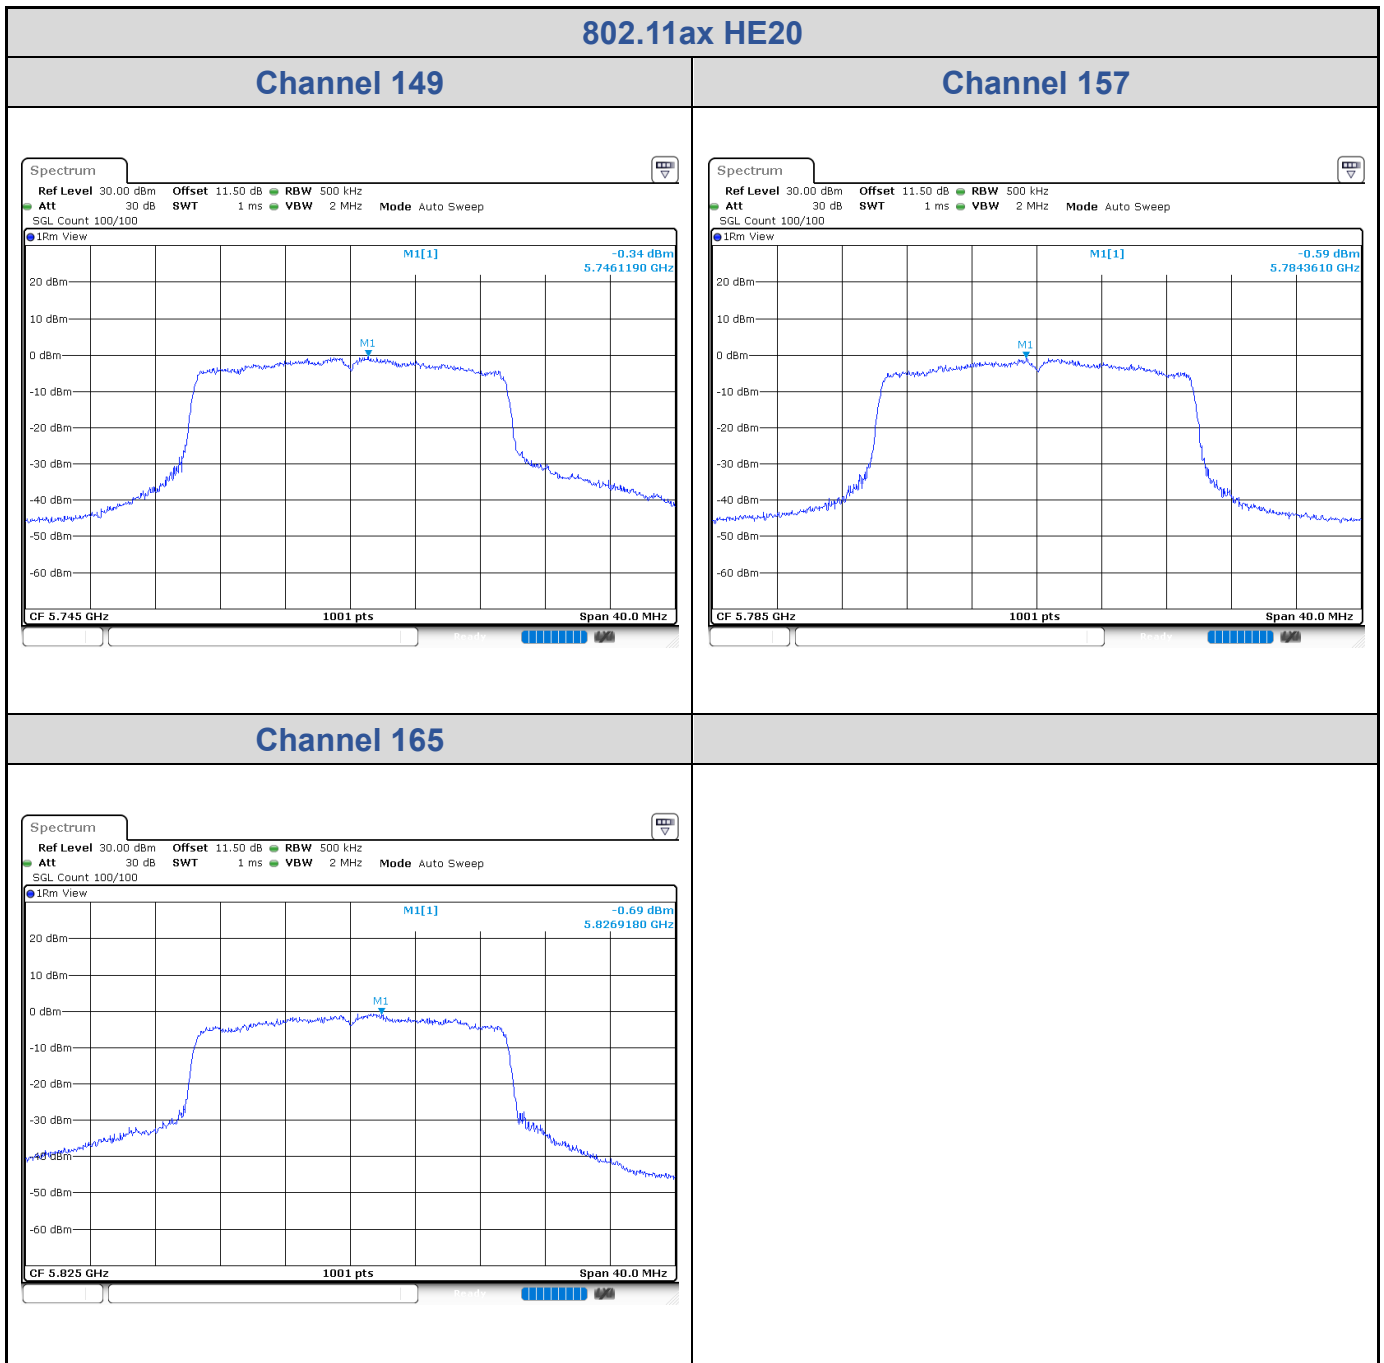 802.11ax HE20
Channel 149
Channel 157
Spectrum
Ref Level 30.00 dBm Offset 11.50 dB RBW 500 kHz
Att 30 dB SWT 1 ms VBW 2 MHz Mode Auto Sweep
SGL Count 100/100
1Rm View
M1[1] -0.34 dBm
5.7461190 GHz
20 dBm
10 dBm
M1
0 dBm
-10 dBm
-20 dBm
-30 dBm
-40 dBm
-50 dBm
-60 dBm
CF 5.745 GHz 1001 pts Span 40.0 MHz
Ready
Spectrum
Ref Level 30.00 dBm Offset 11.50 dB RBW 500 kHz
Att 30 dB SWT 1 ms VBW 2 MHz Mode Auto Sweep
SGL Count 100/100
1Rm View
M1[1] -0.59 dBm
5.7843610 GHz
20 dBm
10 dBm
M1
0 dBm
-10 dBm
-20 dBm
-30 dBm
-40 dBm
-50 dBm
-60 dBm
CF 5.785 GHz 1001 pts Span 40.0 MHz
Ready
Channel 165
Spectrum
Ref Level 30.00 dBm Offset 11.50 dB RBW 500 kHz
Att 30 dB SWT 1 ms VBW 2 MHz Mode Auto Sweep
SGL Count 100/100
1Rm View
M1[1] -0.69 dBm
5.8269180 GHz
20 dBm
10 dBm
M1
0 dBm
-10 dBm
-20 dBm
-30 dBm
-40 dBm
-50 dBm
-60 dBm
CF 5.825 GHz 1001 pts Span 40.0 MHz
Ready